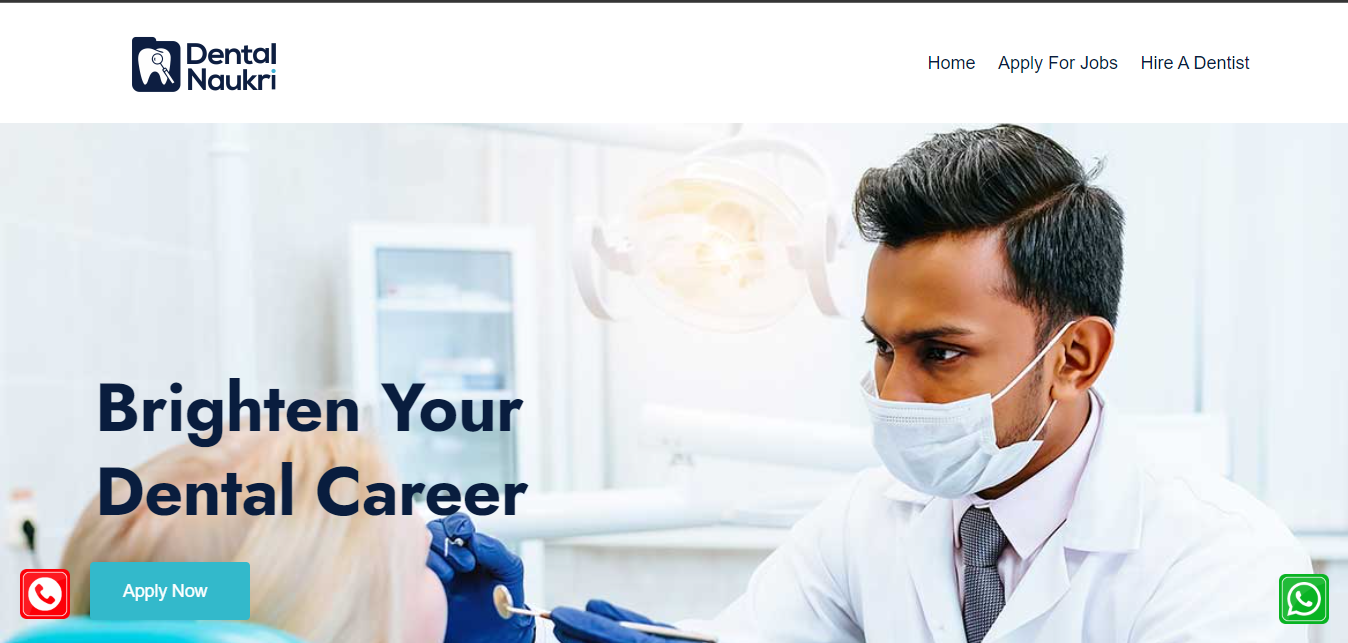 Dental
Naukri
Home Apply For Jobs Hire A Dentist
Brighten Your
Dental Career
Apply Now